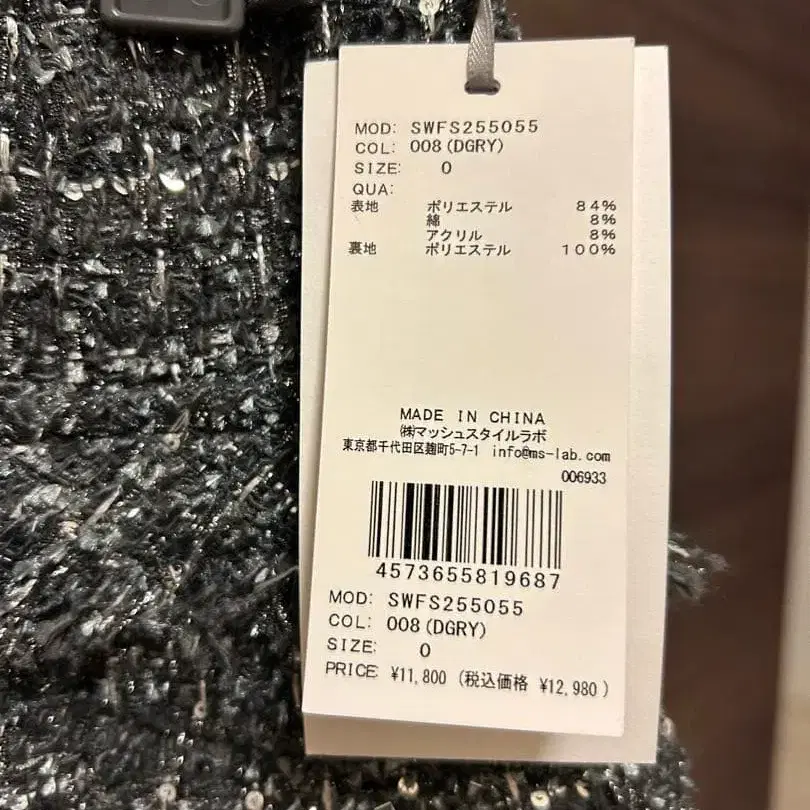 MOD: SWFS255055
COL: 008(DGRY)
SIZE: 0
QUA:
表地 ポリエステル 84%
綿 8%
アクリル 8%
裏地 ポリエステル 100%
MADE IN CHINA
㈱マッシュスタイルラボ
東京都千代田区麹町5-7-1 info@ms-lab.com
006933
4573655819687
MOD: SWFS255055
COL: 008(DGRY)
SIZE: 0
PRICE: ¥11,800 (税込価格 ¥12,980)